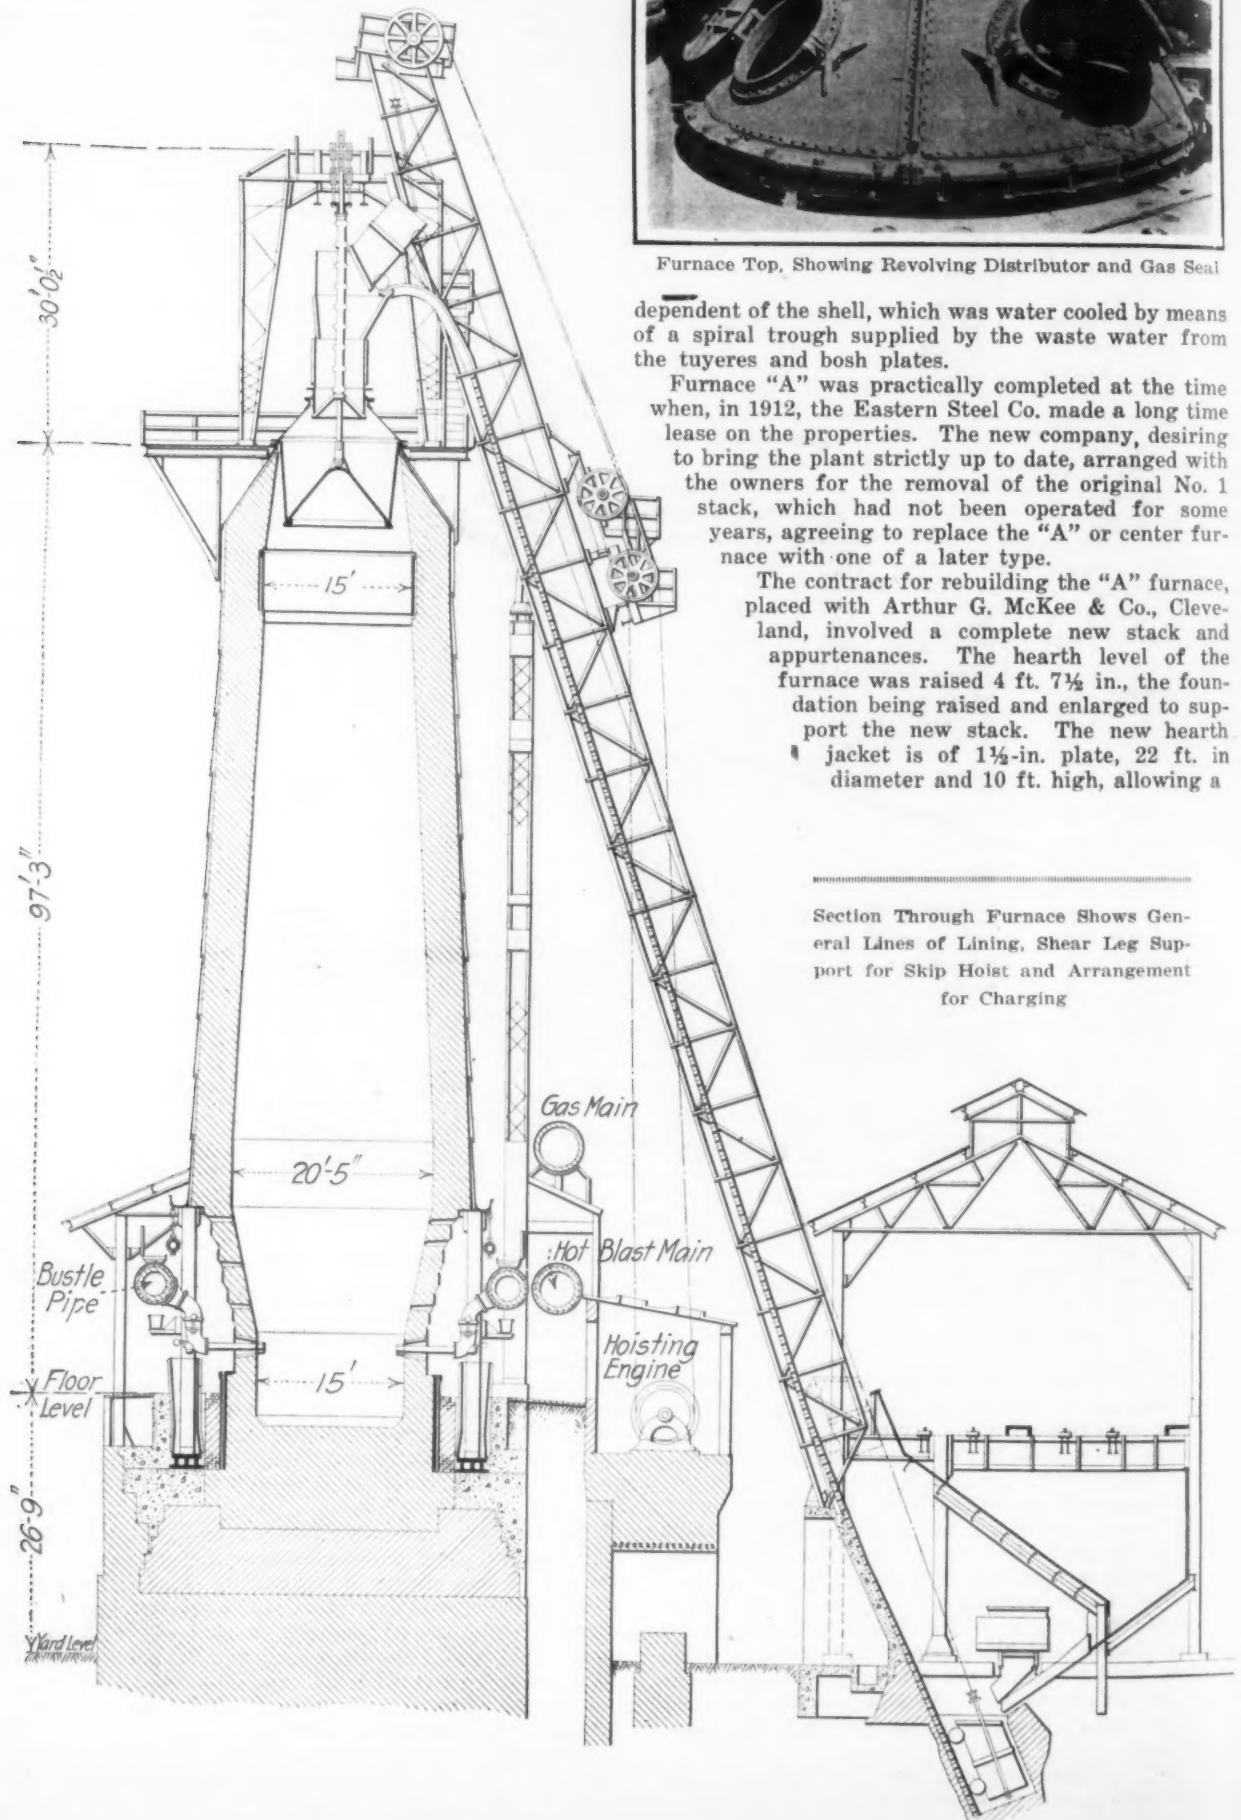 Furnace Top, Showing Revolving Distributor and Gas Seal
dependent of the shell, which was water cooled by means
of a spiral trough supplied by the waste water from
the tuyeres and bosh plates.
Furnace “A” was practically completed at the time
when, in 1912, the Eastern Steel Co. made a long time
lease on the properties. The new company, desiring
to bring the plant strictly up to date, arranged with
the owners for the removal of the original No. 1
stack, which had not been operated for some
years, agreeing to replace the “A” or center fur-
nace with one of a later type.
The contract for rebuilding the “A” furnace,
placed with Arthur G. McKee & Co., Cleve-
land, involved a complete new stack and
appurtenances. The hearth level of the
furnace was raised 4 ft. 7½ in., the foun-
dation being raised and enlarged to sup-
port the new stack. The new hearth
jacket is of 1½-in. plate, 22 ft. in
diameter and 10 ft. high, allowing a
Section Through Furnace Shows Gen-
eral Lines of Lining, Shear Leg Sup-
port for Skip Hoist and Arrangement
for Charging
30'-0½"
15'
97'-3"
Gas Main
20'-5"
Hot Blast Main
Bustle
Pipe
Hoisting
Engine
15'
Floor
Level
26'-9"
Yard Level